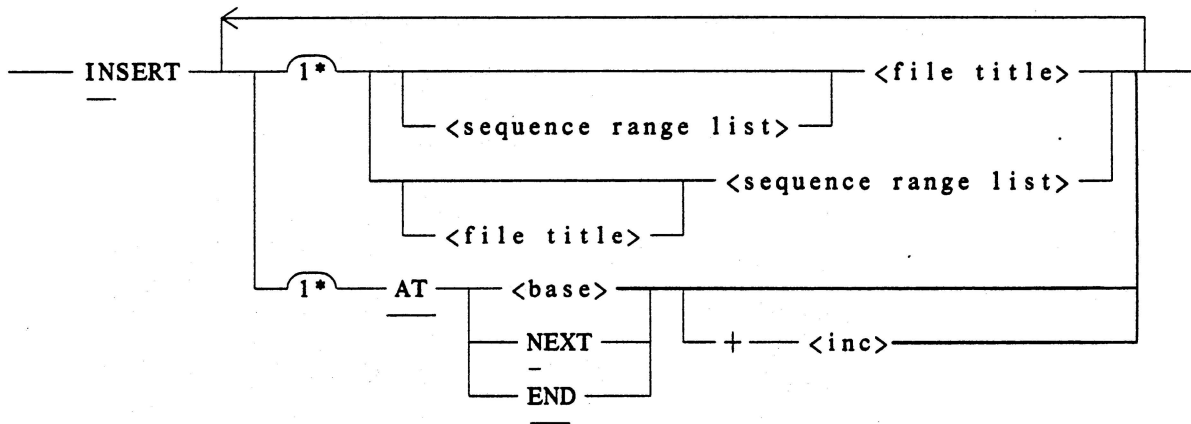 INSERT 1* <file title>
<sequence range list>
<sequence range list>
<file title>
1* AT <base>
NEXT + <inc>
END